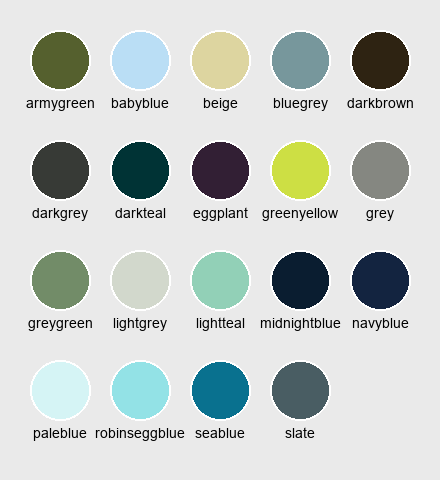 armygreen babyblue beige bluegrey darkbrown
darkgrey darkteal eggplant greenyellow grey
greygreen lightgrey lightteal midnightblue navyblue
paleblue robinseggblue seablue slate